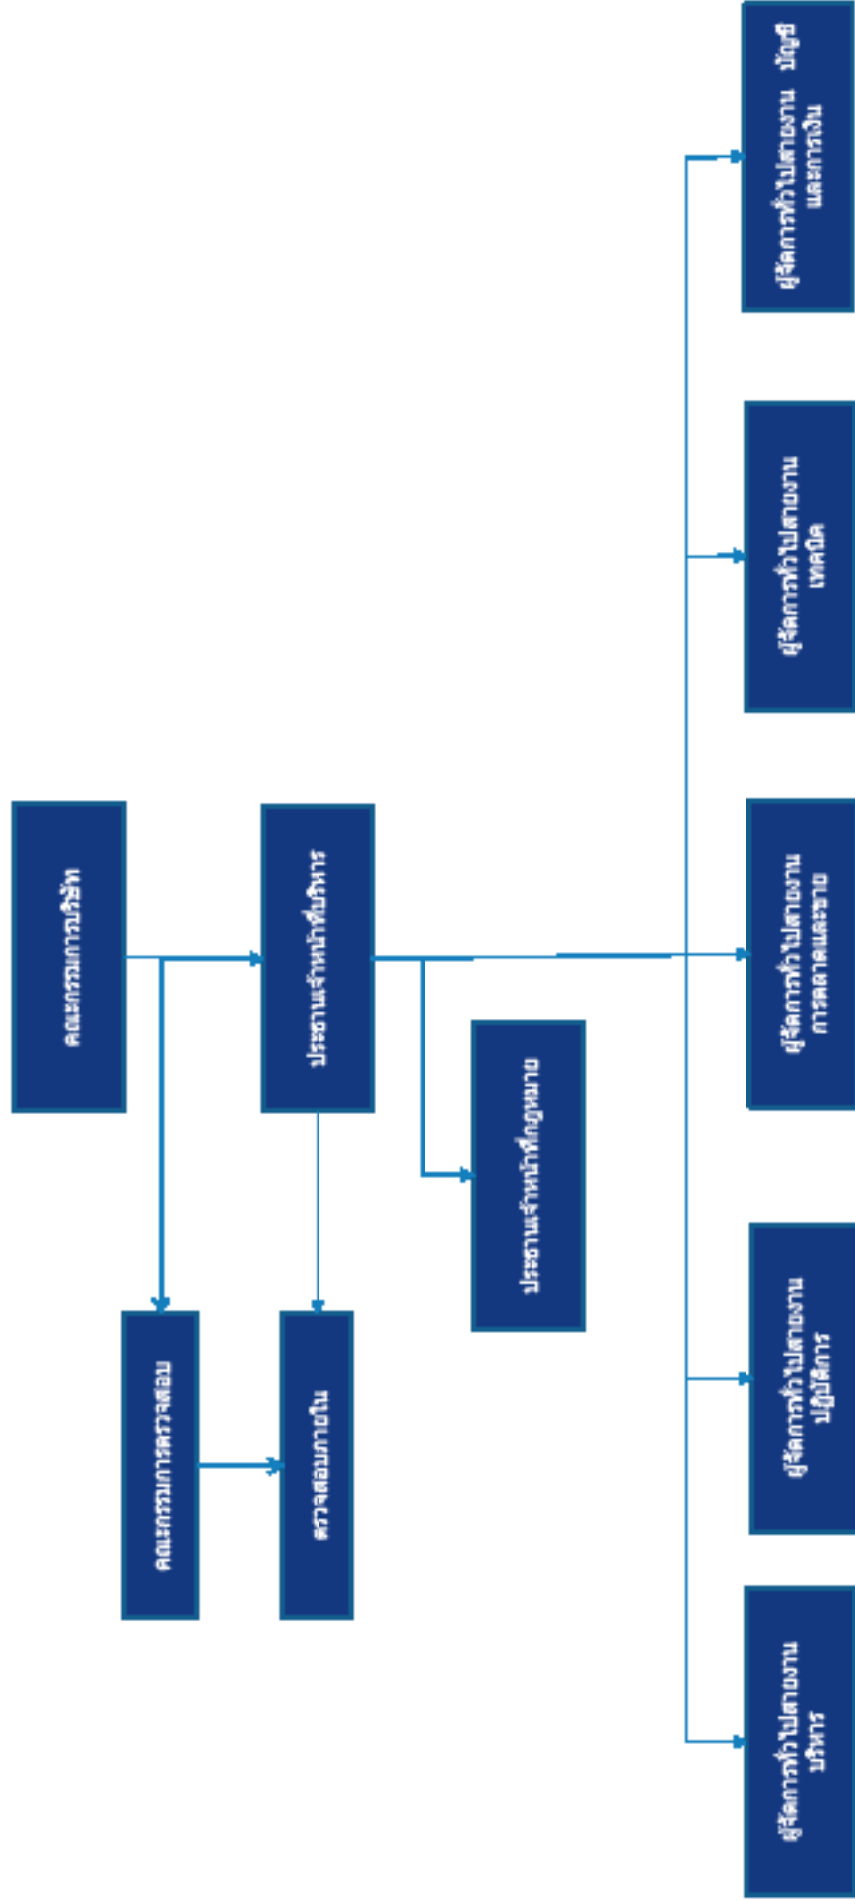 คณะกรรมการบริษัท
คณะกรรมการตรวจสอบ
ประธานเจ้าหน้าที่บริหาร
ตรวจสอบภายใน
ประธานเจ้าหน้าที่กฎหมาย
ผู้จัดการทั่วไปสายงาน
บริหาร
ผู้จัดการทั่วไปสายงาน
ปฏิบัติการ
ผู้จัดการทั่วไปสายงาน
การตลาดและขาย
ผู้จัดการทั่วไปสายงาน
เทคนิค
ผู้จัดการทั่วไปสายงาน บัญชี
และการเงิน